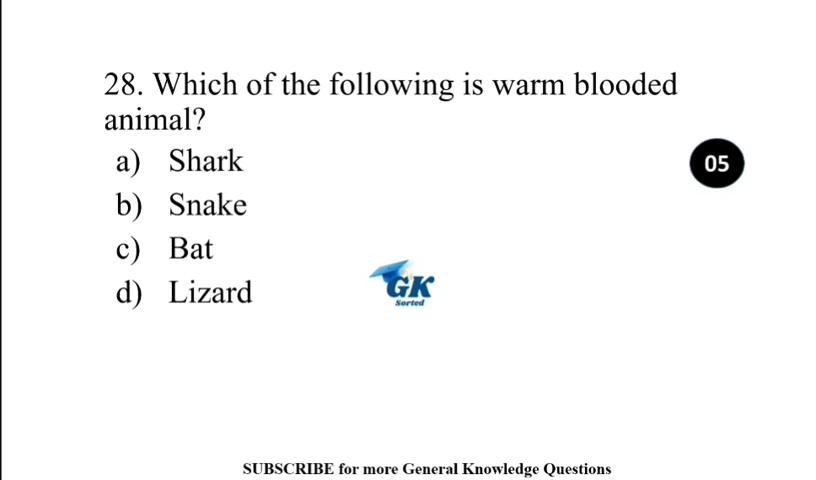 28. Which of the following is warm blooded
animal?
a) Shark
05
b) Snake
c) Bat
d) Lizard
GK
Sorted
SUBSCRIBE for more General Knowledge Questions